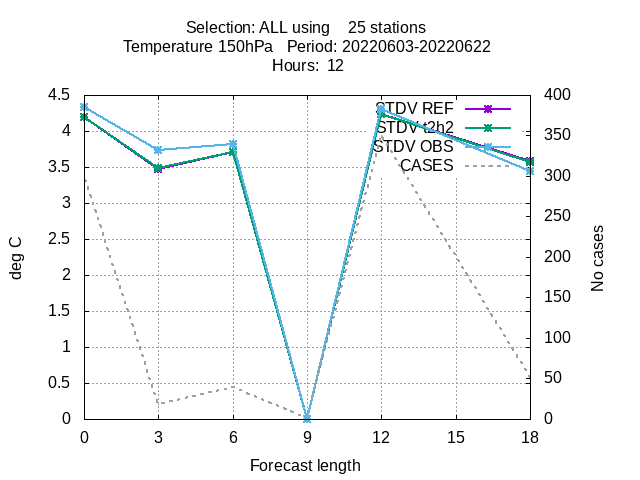 Selection: ALL using    25 stations
Temperature 150hPa   Period: 20220603-20220622
Hours:  12
STDV REF
STDV t2h2
STDV OBS
CASES
4.5
4
3.5
3
2.5
2
1.5
1
0.5
0
400
350
300
250
200
150
100
50
0
deg C
No cases
0 3 6 9 12 15 18
Forecast length